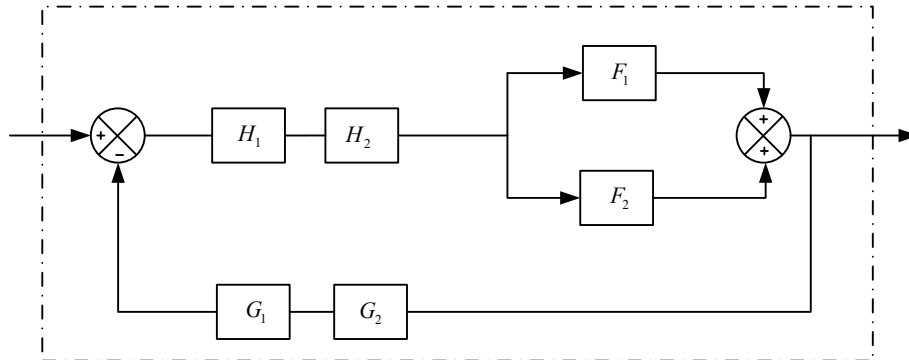 F₁
+
+
H₁
H₂
−
+
F₂
G₁
G₂